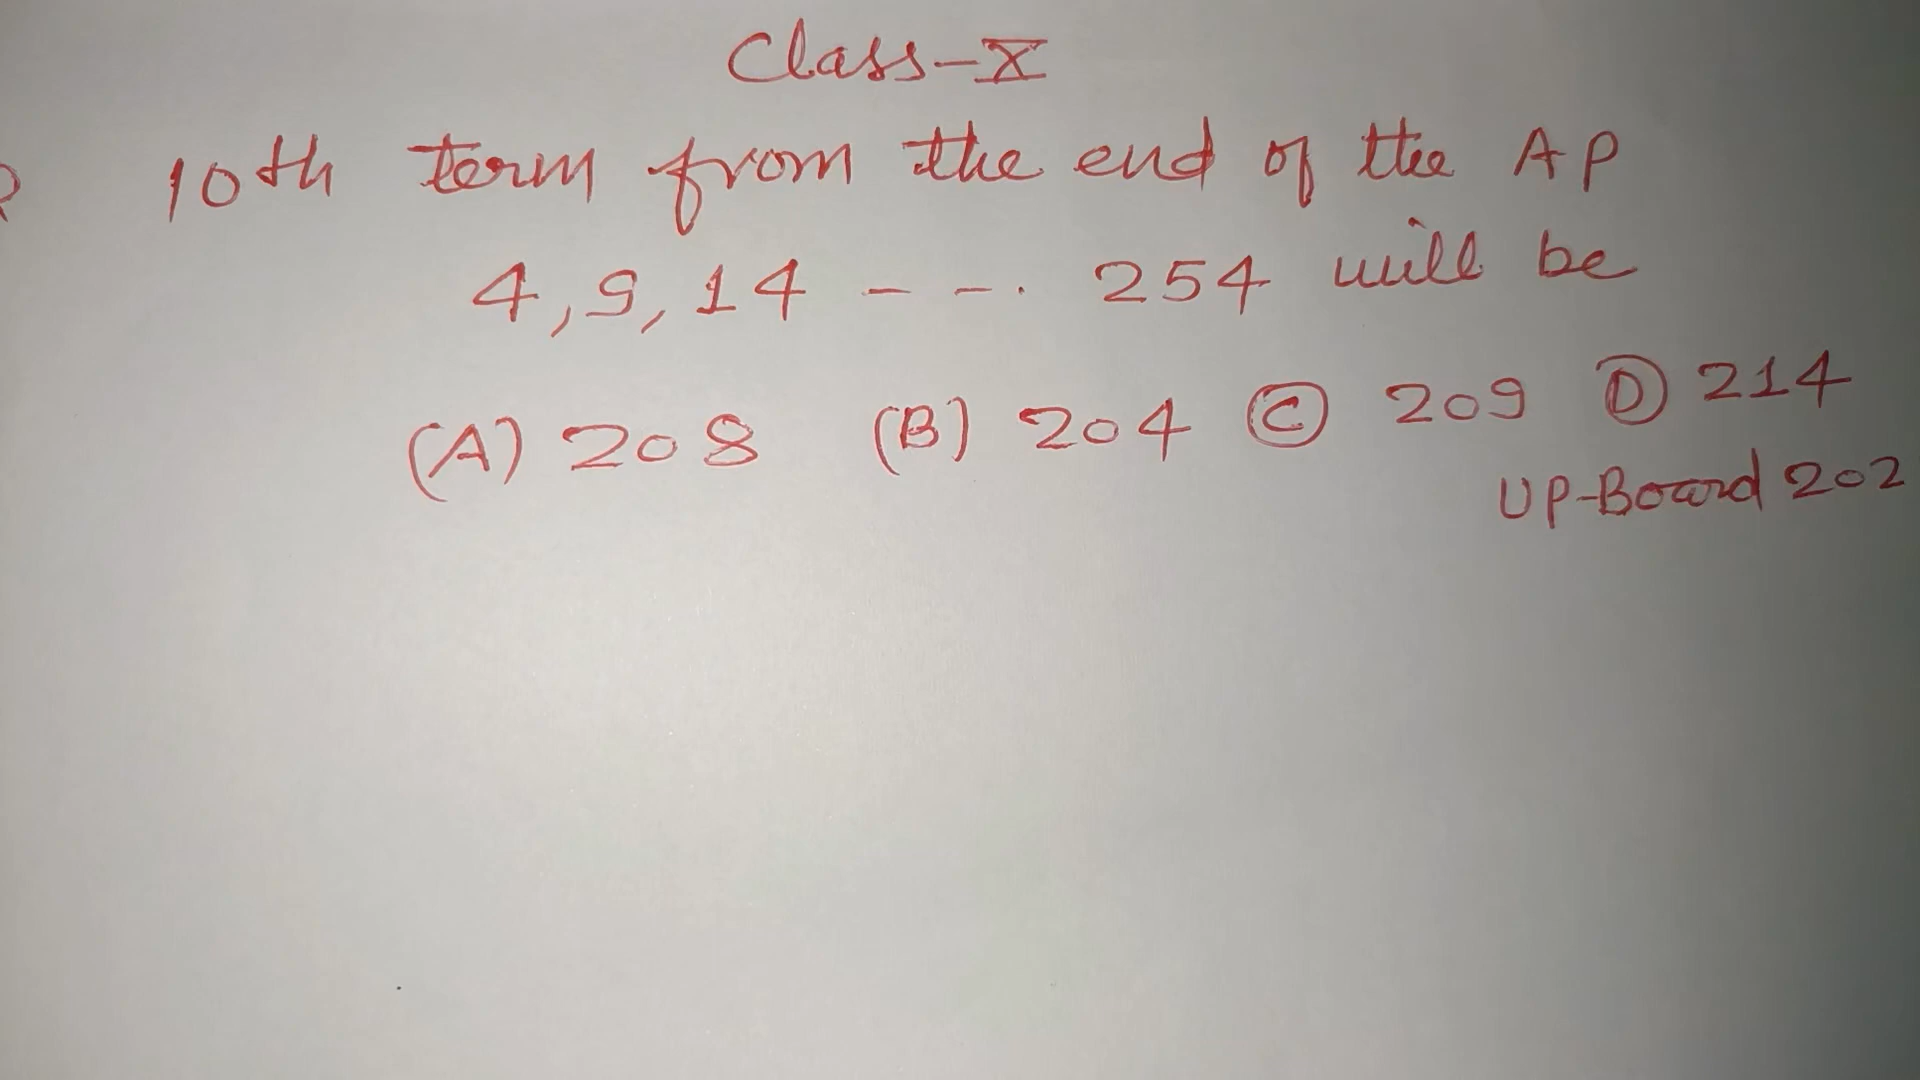 Class-X
10th term from the end of the AP
4, 9, 14 - - . 254 will be
(A) 208 (B) 204 (C) 209 (D) 214
UP-Board 202